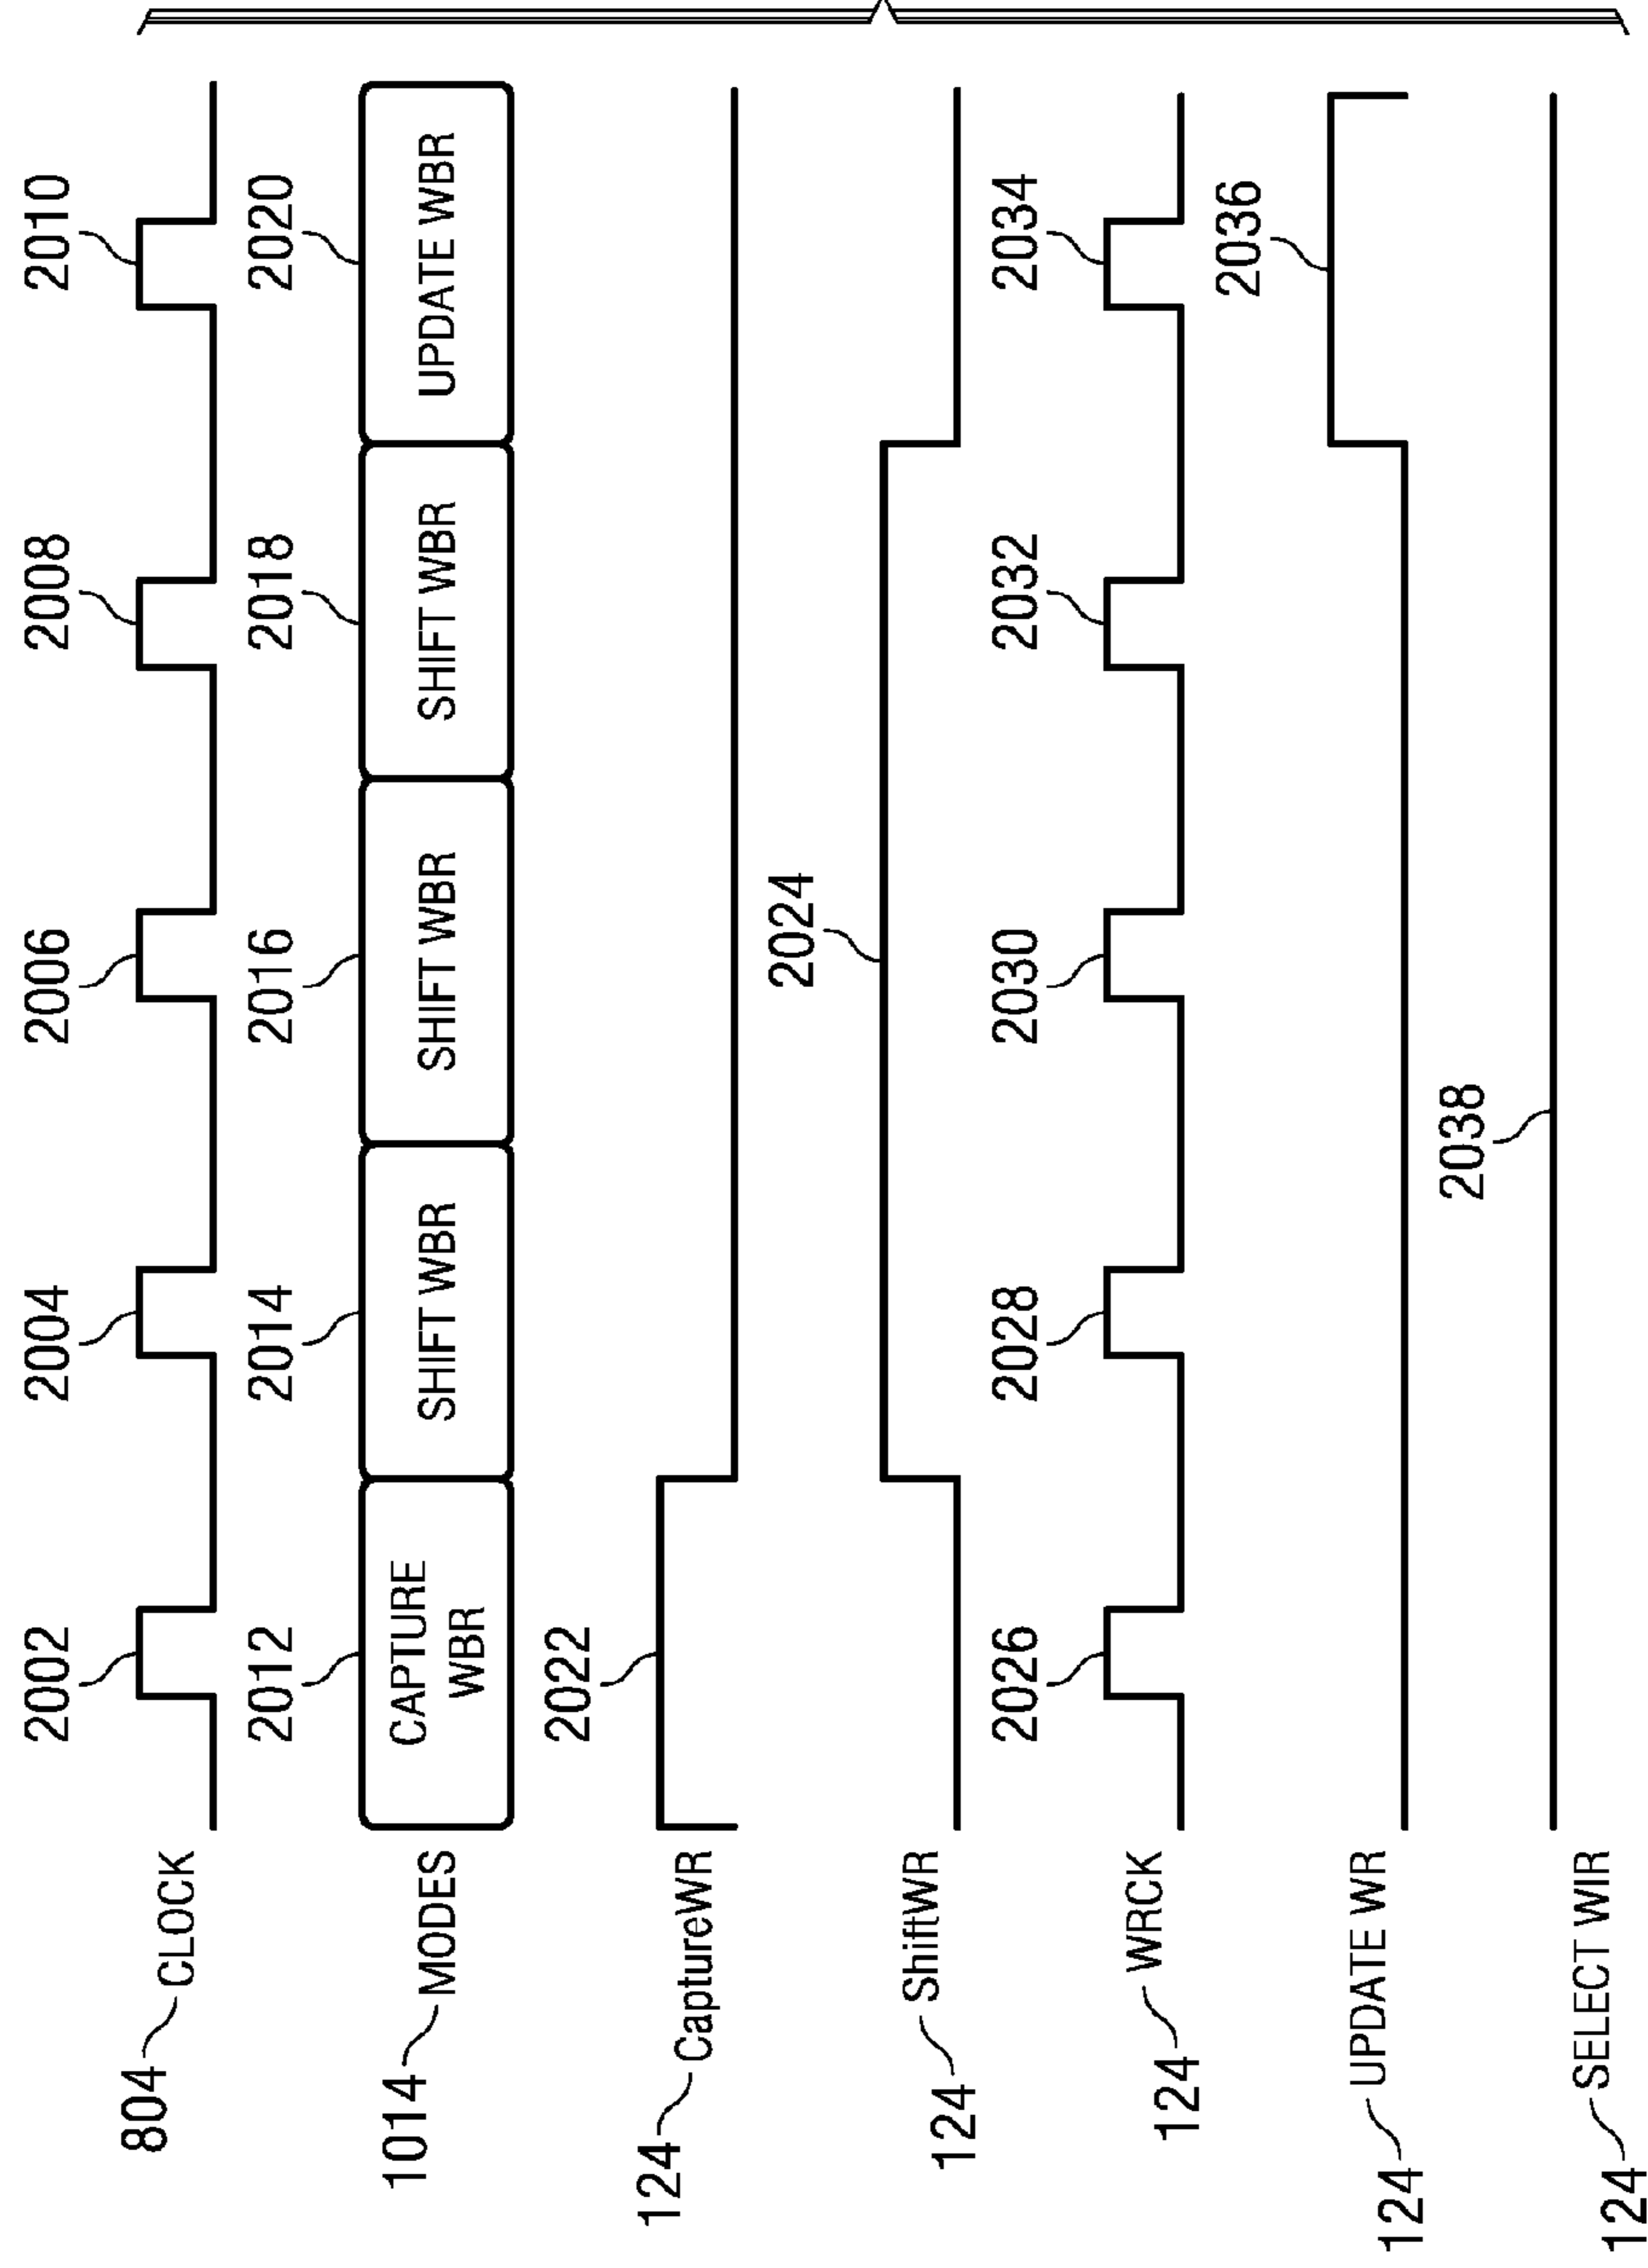 2002 2004 2006 2008 2010
804 CLOCK
2012 2014 2016 2018 2020
1014 MODES
CAPTURE
WBR
SHIFT WBR
SHIFT WBR
SHIFT WBR
UPDATE WBR
2022
124 CaptureWR
2024
124 ShiftWR
2026 2028 2030 2032 2034
124 WRCK
2036
124 UPDATE WR
2038
124 SELECT WIR